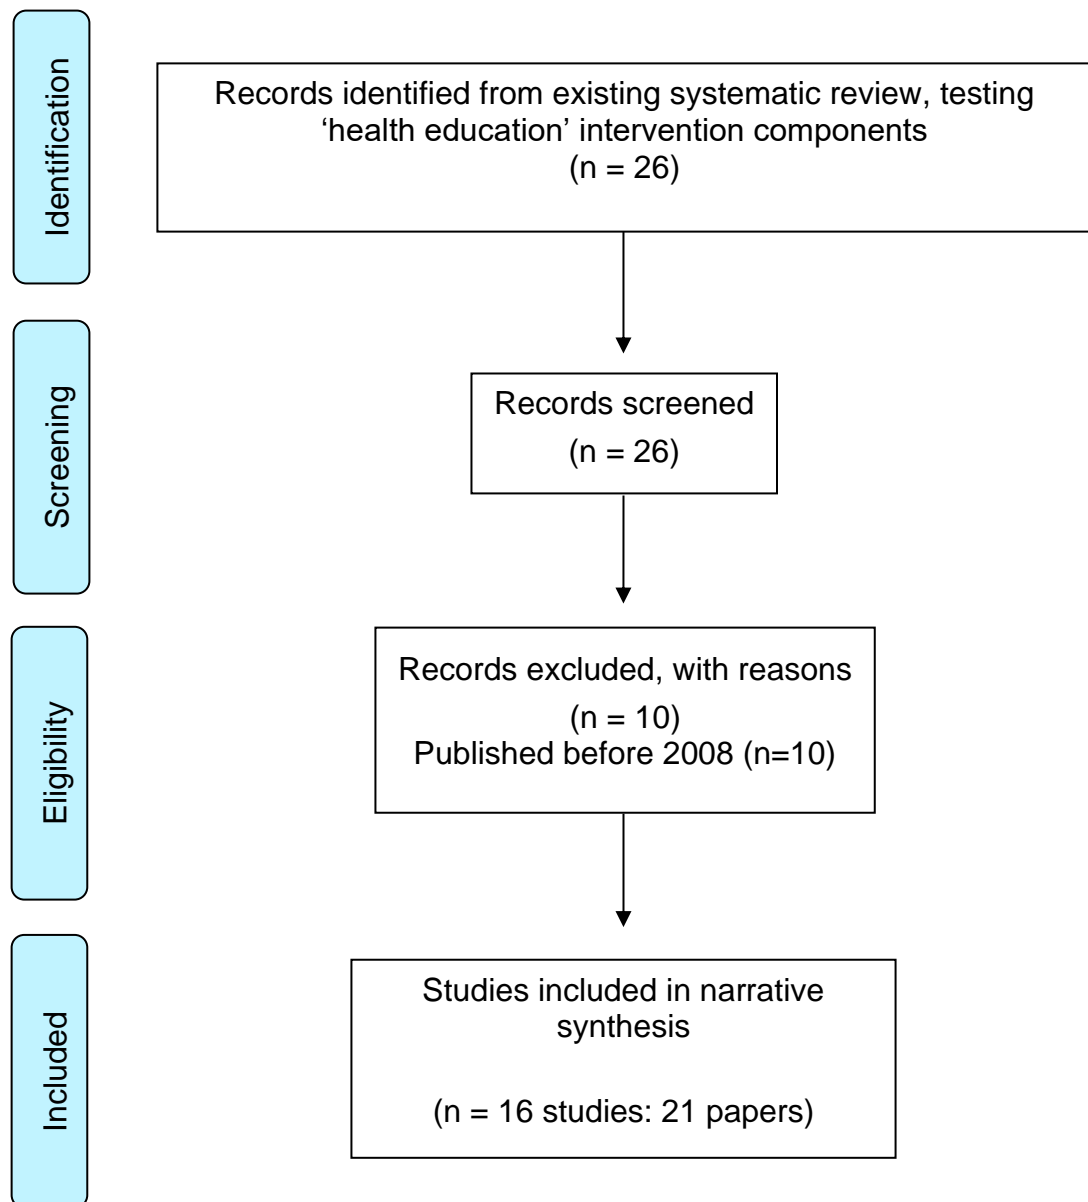 Identification
Records identified from existing systematic review, testing
‘health education’ intervention components
(n = 26)
Screening
Records screened
(n = 26)
Eligibility
Records excluded, with reasons
(n = 10)
Published before 2008 (n=10)
Included
Studies included in narrative
synthesis
(n = 16 studies: 21 papers)